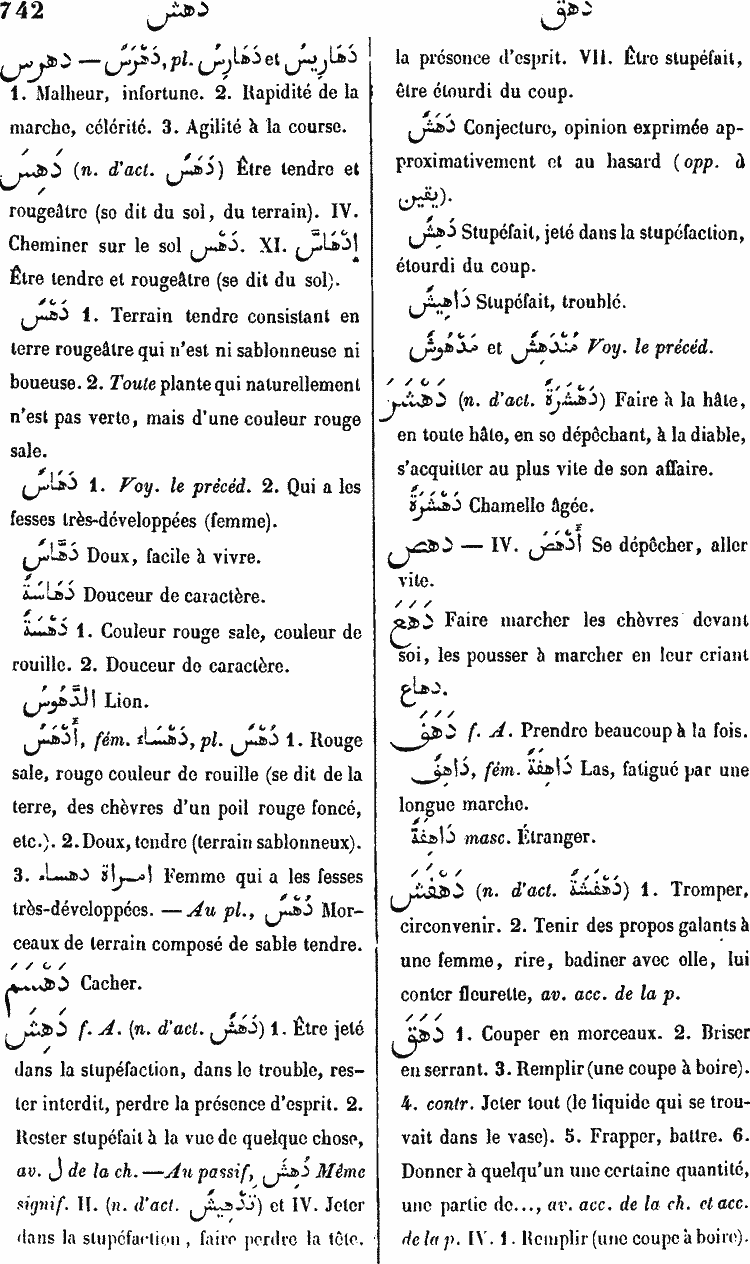 742
دهش
دهق
دهرس — دَهْرَسٌ, pl. دَهَارِسُ et دَهَارِيسُ
1. Malheur, infortune. 2. Rapidité de la
marche, célérité. 3. Agilité à la course.
دَهِسَ (n. d'act. دَهَسٌ) Être tendre et
rougeâtre (se dit du sol, du terrain). IV.
Cheminer sur le sol دَهْس. XI. إِدْهَاسَّ
Être tendre et rougeâtre (se dit du sol).
دَهْسٌ 1. Terrain tendre consistant en
terre rougeâtre qui n'est ni sablonneuse ni
boueuse. 2. Toute plante qui naturellement
n'est pas verte, mais d'une couleur rouge
sale.
دَهَاسٌ 1. Voy. le précéd. 2. Qui a les
fesses très-développées (femme).
دَهَّاسٌ Doux, facile à vivre.
دَهَاسَةٌ Douceur de caractère.
دُهْسَةٌ 1. Couleur rouge sale, couleur de
rouille. 2. Douceur de caractère.
الدَّهُوسُ Lion.
أَدْهَسُ, fém. دَهْسَاءُ, pl. دُهْسٌ 1. Rouge
sale, rouge couleur de rouille (se dit de la
terre, des chèvres d'un poil rouge foncé,
etc.). 2. Doux, tendre (terrain sablonneux).
3. امراة دهساء Femme qui a les fesses
très-développées. — Au pl., دُهْسٌ Mor-
ceaux de terrain composé de sable tendre.
دَهْسَمَ Cacher.
دَهِشَ f. A. (n. d'act. دَهَشٌ) 1. Être jeté
dans la stupéfaction, dans le trouble, res-
ter interdit, perdre la présence d'esprit. 2.
Rester stupéfait à la vue de quelque chose,
av. ل de la ch. — Au passif, دُهِشَ Même
signif. II. (n. d'act. تَدْهِيشٌ) et IV. Jeter
dans la stupéfaction, faire perdre la tête.
la présence d'esprit. VII. Être stupéfait,
être étourdi du coup.
دَهَشٌ Conjecture, opinion exprimée ap-
proximativement et au hasard (opp. à
يقين).
دَهِشٌ Stupéfait, jeté dans la stupéfaction,
étourdi du coup.
دَاهِشٌ Stupéfait, troublé.
مَدْهُوشٌ et مُنْدَهِشٌ Voy. le précéd.
دَهْشَرَ (n. d'act. دَهْشَرَةٌ) Faire à la hâte,
en toute hâte, en se dépêchant, à la diable,
s'acquitter au plus vite de son affaire.
دَهْشَرَةٌ Chamelle âgée.
دهص — IV. أَدْهَصَ Se dépêcher, aller
vite.
دَهَعَ Faire marcher les chèvres devant
soi, les pousser à marcher en leur criant
دهاع.
دَهَفَ f. A. Prendre beaucoup à la fois.
دَاهِفٌ, fém. دَاهِفَةٌ Las, fatigué par une
longue marche.
دَاهِفَةٌ masc. Étranger.
دَهْفَشَ (n. d'act. دَهْفَشَةٌ) 1. Tromper,
circonvenir. 2. Tenir des propos galants à
une femme, rire, badiner avec elle, lui
conter fleurette, av. acc. de la p.
دَهَقَ 1. Couper en morceaux. 2. Briser
en serrant. 3. Remplir (une coupe à boire).
4. contr. Jeter tout (le liquide qui se trou-
vait dans le vase). 5. Frapper, battre. 6.
Donner à quelqu'un une certaine quantité,
une partie de..., av. acc. de la ch. et acc.
de la p. IV. 1. Remplir (une coupe à boire).